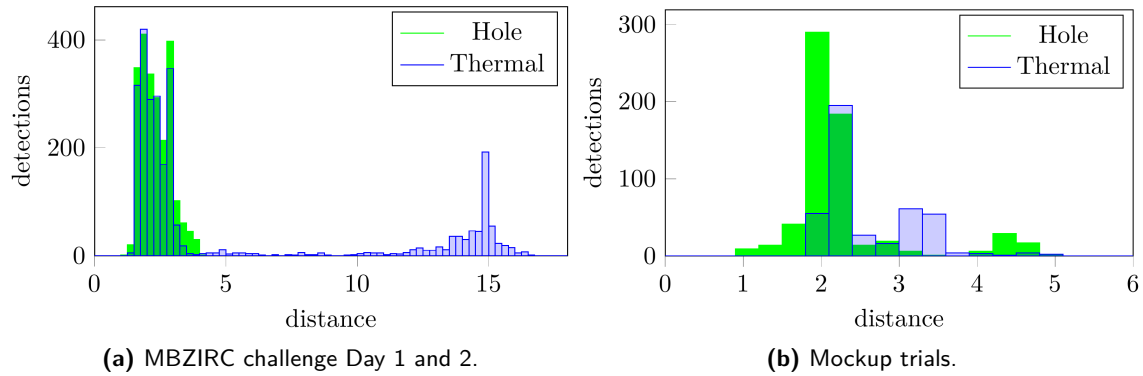 400
200
0
detections
Hole
Thermal
0 5 10 15
distance
(a) MBZIRC challenge Day 1 and 2.
300
200
100
0
detections
Hole
Thermal
0 1 2 3 4 5 6
distance
(b) Mockup trials.